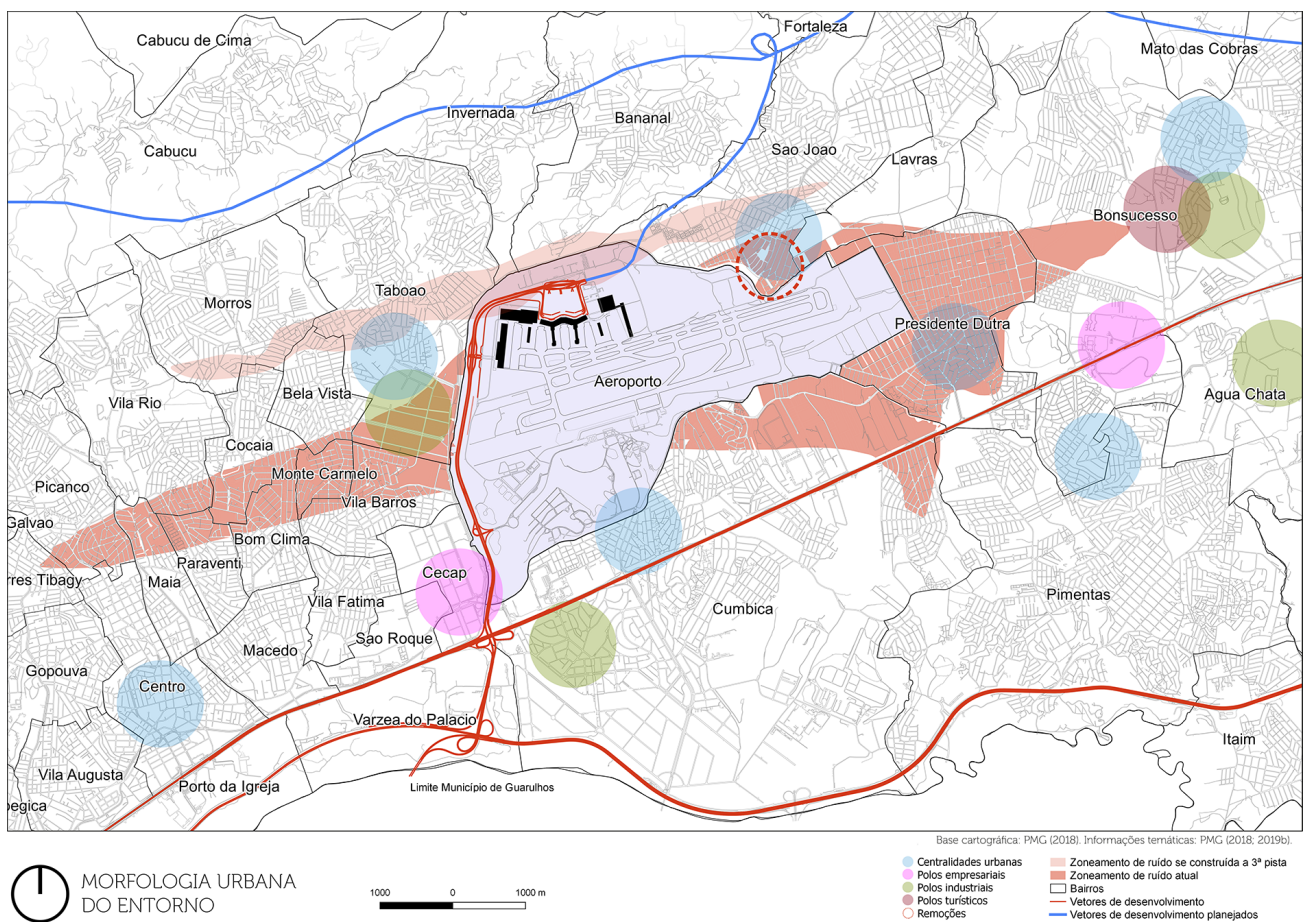 Fortaleza
Cabucu de Cima
Mato das Cobras
Invernada
Bananal
Cabucu
Sao Joao
Lavras
Bonsucesso
Taboao
Morros
Presidente Dutra
Aeroporto
Bela Vista
Agua Chata
Vila Rio
Cocaia
Monte Carmelo
Picanco
Vila Barros
Galvao
Bom Clima
Paraventi
Cecap
rres Tibagy
Maia
Vila Fatima
Pimentas
Cumbica
Sao Roque
Macedo
Gopouva
Centro
Varzea do Palacio
Itaim
Vila Augusta
Porto da Igreja
Limite Município de Guarulhos
pegica
Base cartográfica: PMG (2018). Informações temáticas: PMG (2018; 2019b).
MORFOLOGIA URBANA
DO ENTORNO
1000 0 1000 m
Centralidades urbanas
Polos empresariais
Polos industriais
Polos turísticos
Remoções
Zoneamento de ruído se construída a 3ª pista
Zoneamento de ruído atual
Bairros
Vetores de desenvolvimento
Vetores de desenvolvimento planejados